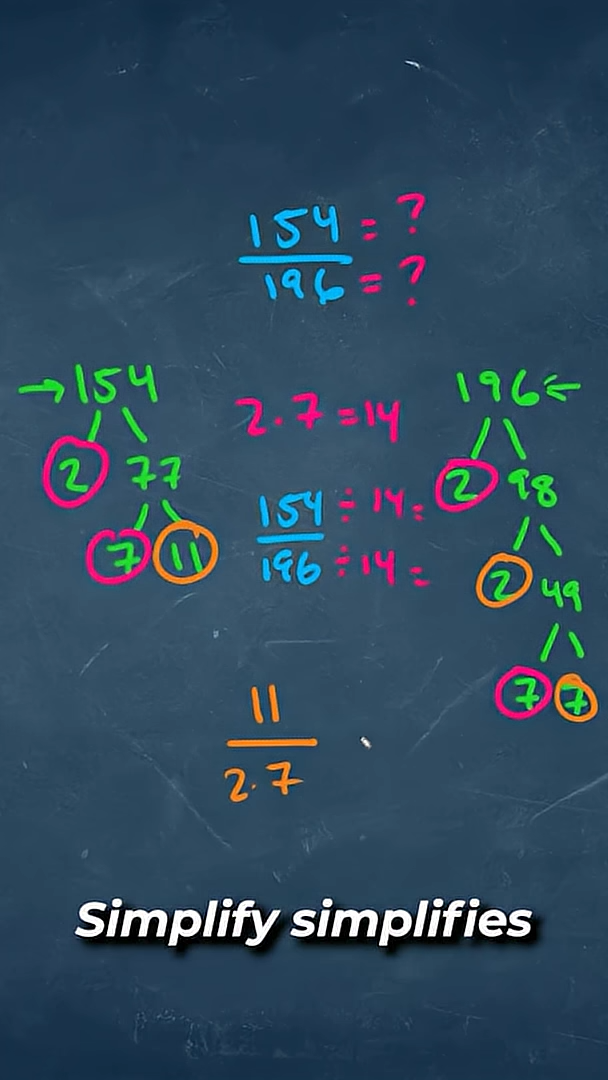 154 = ?
196 = ?
→154
2 77
7 11
2·7=14
154 ÷ 14 =
196 ÷ 14 =
196←
2 98
2 49
7 7
11
2·7
Simplify simplifies